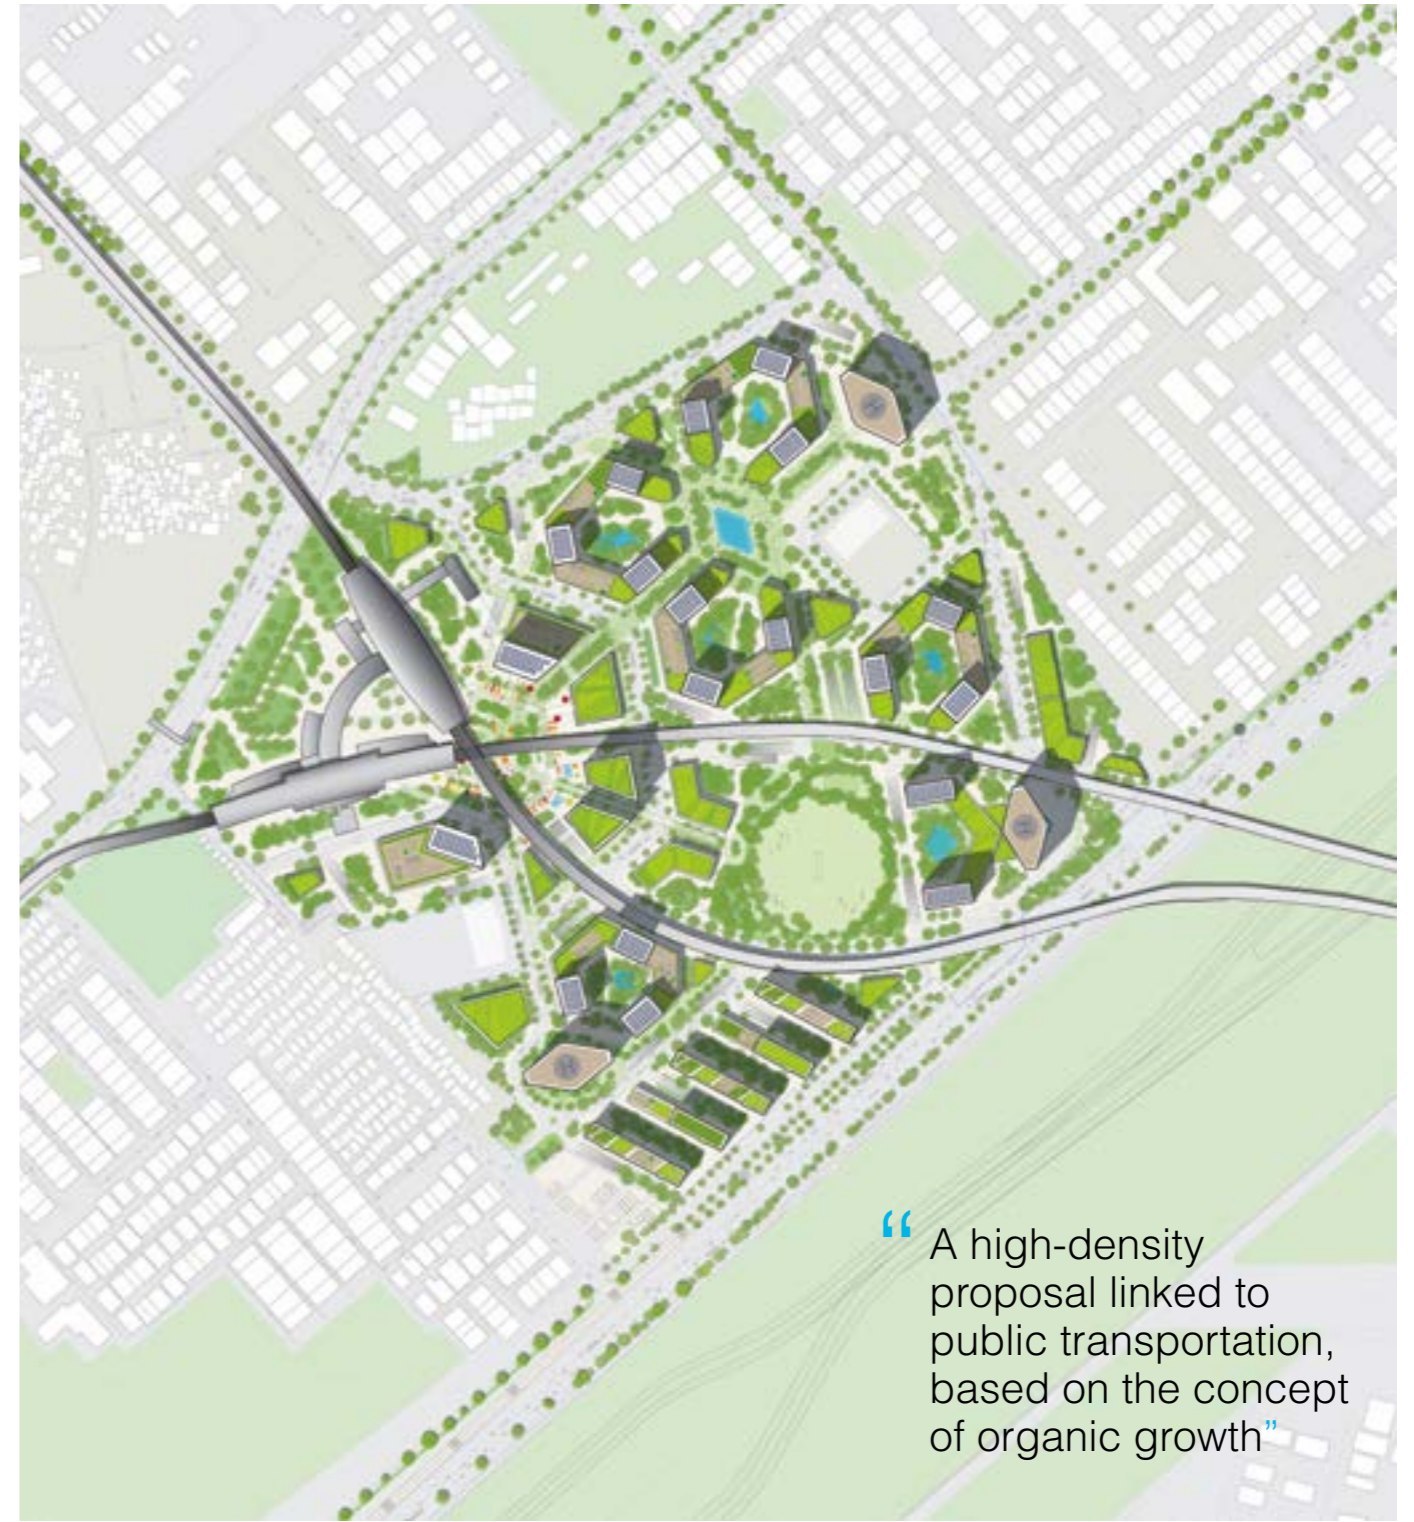 “ A high-density
proposal linked to
public transportation,
based on the concept
of organic growth”